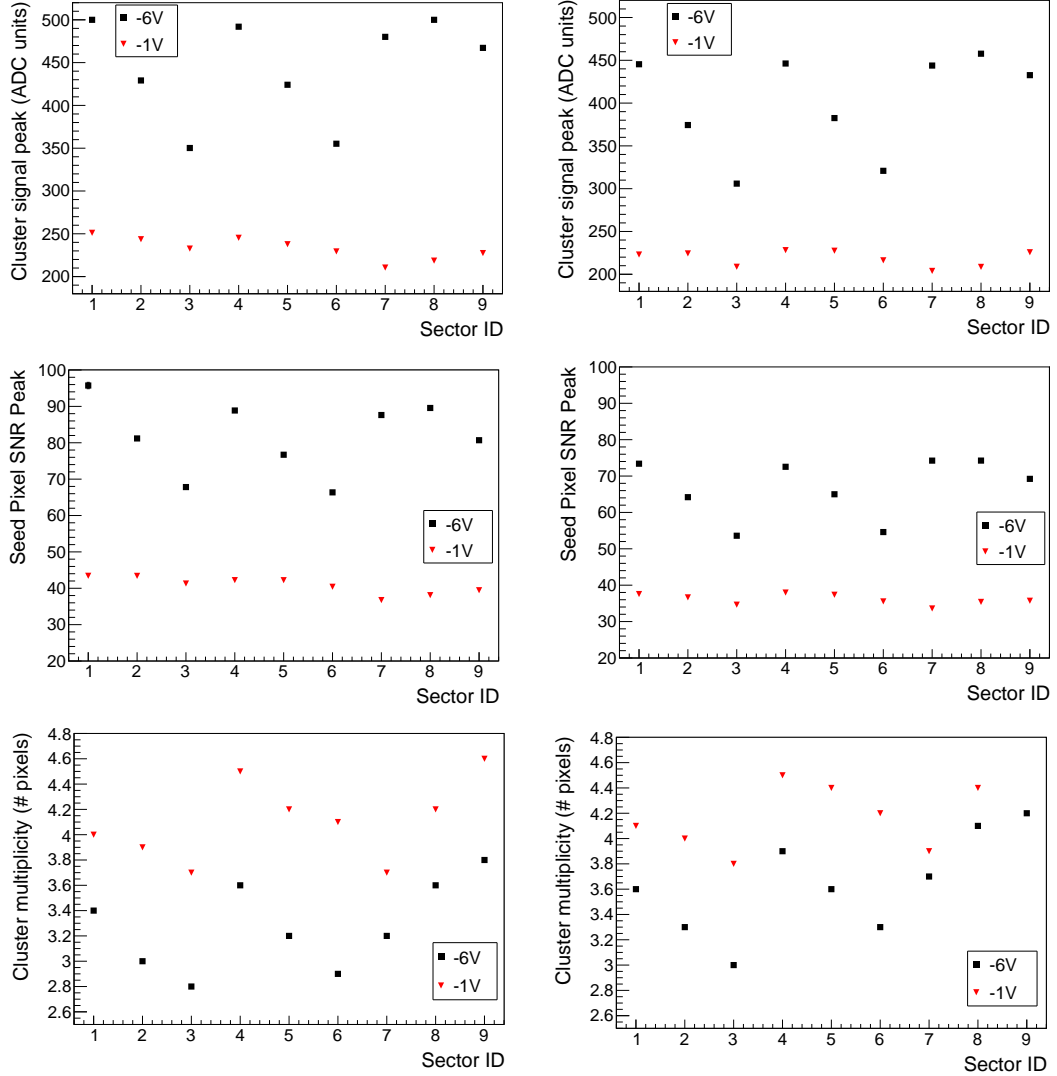 Cluster signal peak (ADC units)
500
450
400
350
300
250
200
-6V
-1V
1 2 3 4 5 6 7 8 9
Sector ID
Cluster signal peak (ADC units)
500
450
400
350
300
250
200
-6V
-1V
1 2 3 4 5 6 7 8 9
Sector ID
Seed Pixel SNR Peak
100
90
80
70
60
50
40
30
20
-6V
-1V
1 2 3 4 5 6 7 8 9
Sector ID
Seed Pixel SNR Peak
100
90
80
70
60
50
40
30
20
-6V
-1V
1 2 3 4 5 6 7 8 9
Sector ID
Cluster multiplicity (# pixels)
4.8
4.6
4.4
4.2
4
3.8
3.6
3.4
3.2
3
2.8
2.6
-6V
-1V
1 2 3 4 5 6 7 8 9
Sector ID
Cluster multiplicity (# pixels)
4.8
4.6
4.4
4.2
4
3.8
3.6
3.4
3.2
3
2.8
2.6
-6V
-1V
1 2 3 4 5 6 7 8 9
Sector ID